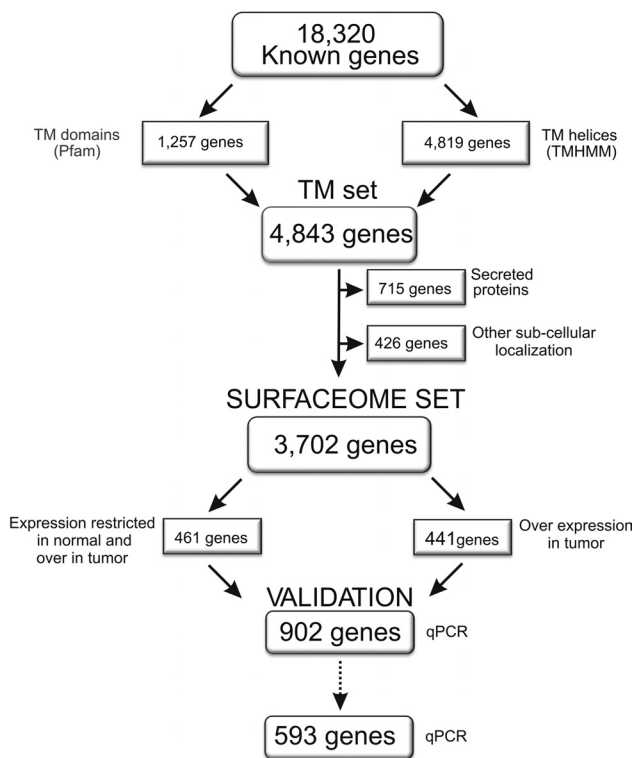 18,320
Known genes
TM domains
(Pfam)
1,257 genes
4,819 genes
TM helices
(TMHMM)
TM set
4,843 genes
715 genes
Secreted
proteins
426 genes
Other sub-cellular
localization
SURFACEOME SET
3,702 genes
Expression restricted
in normal and
over in tumor
461 genes
441genes
Over expression
in tumor
VALIDATION
902 genes
qPCR
593 genes
qPCR